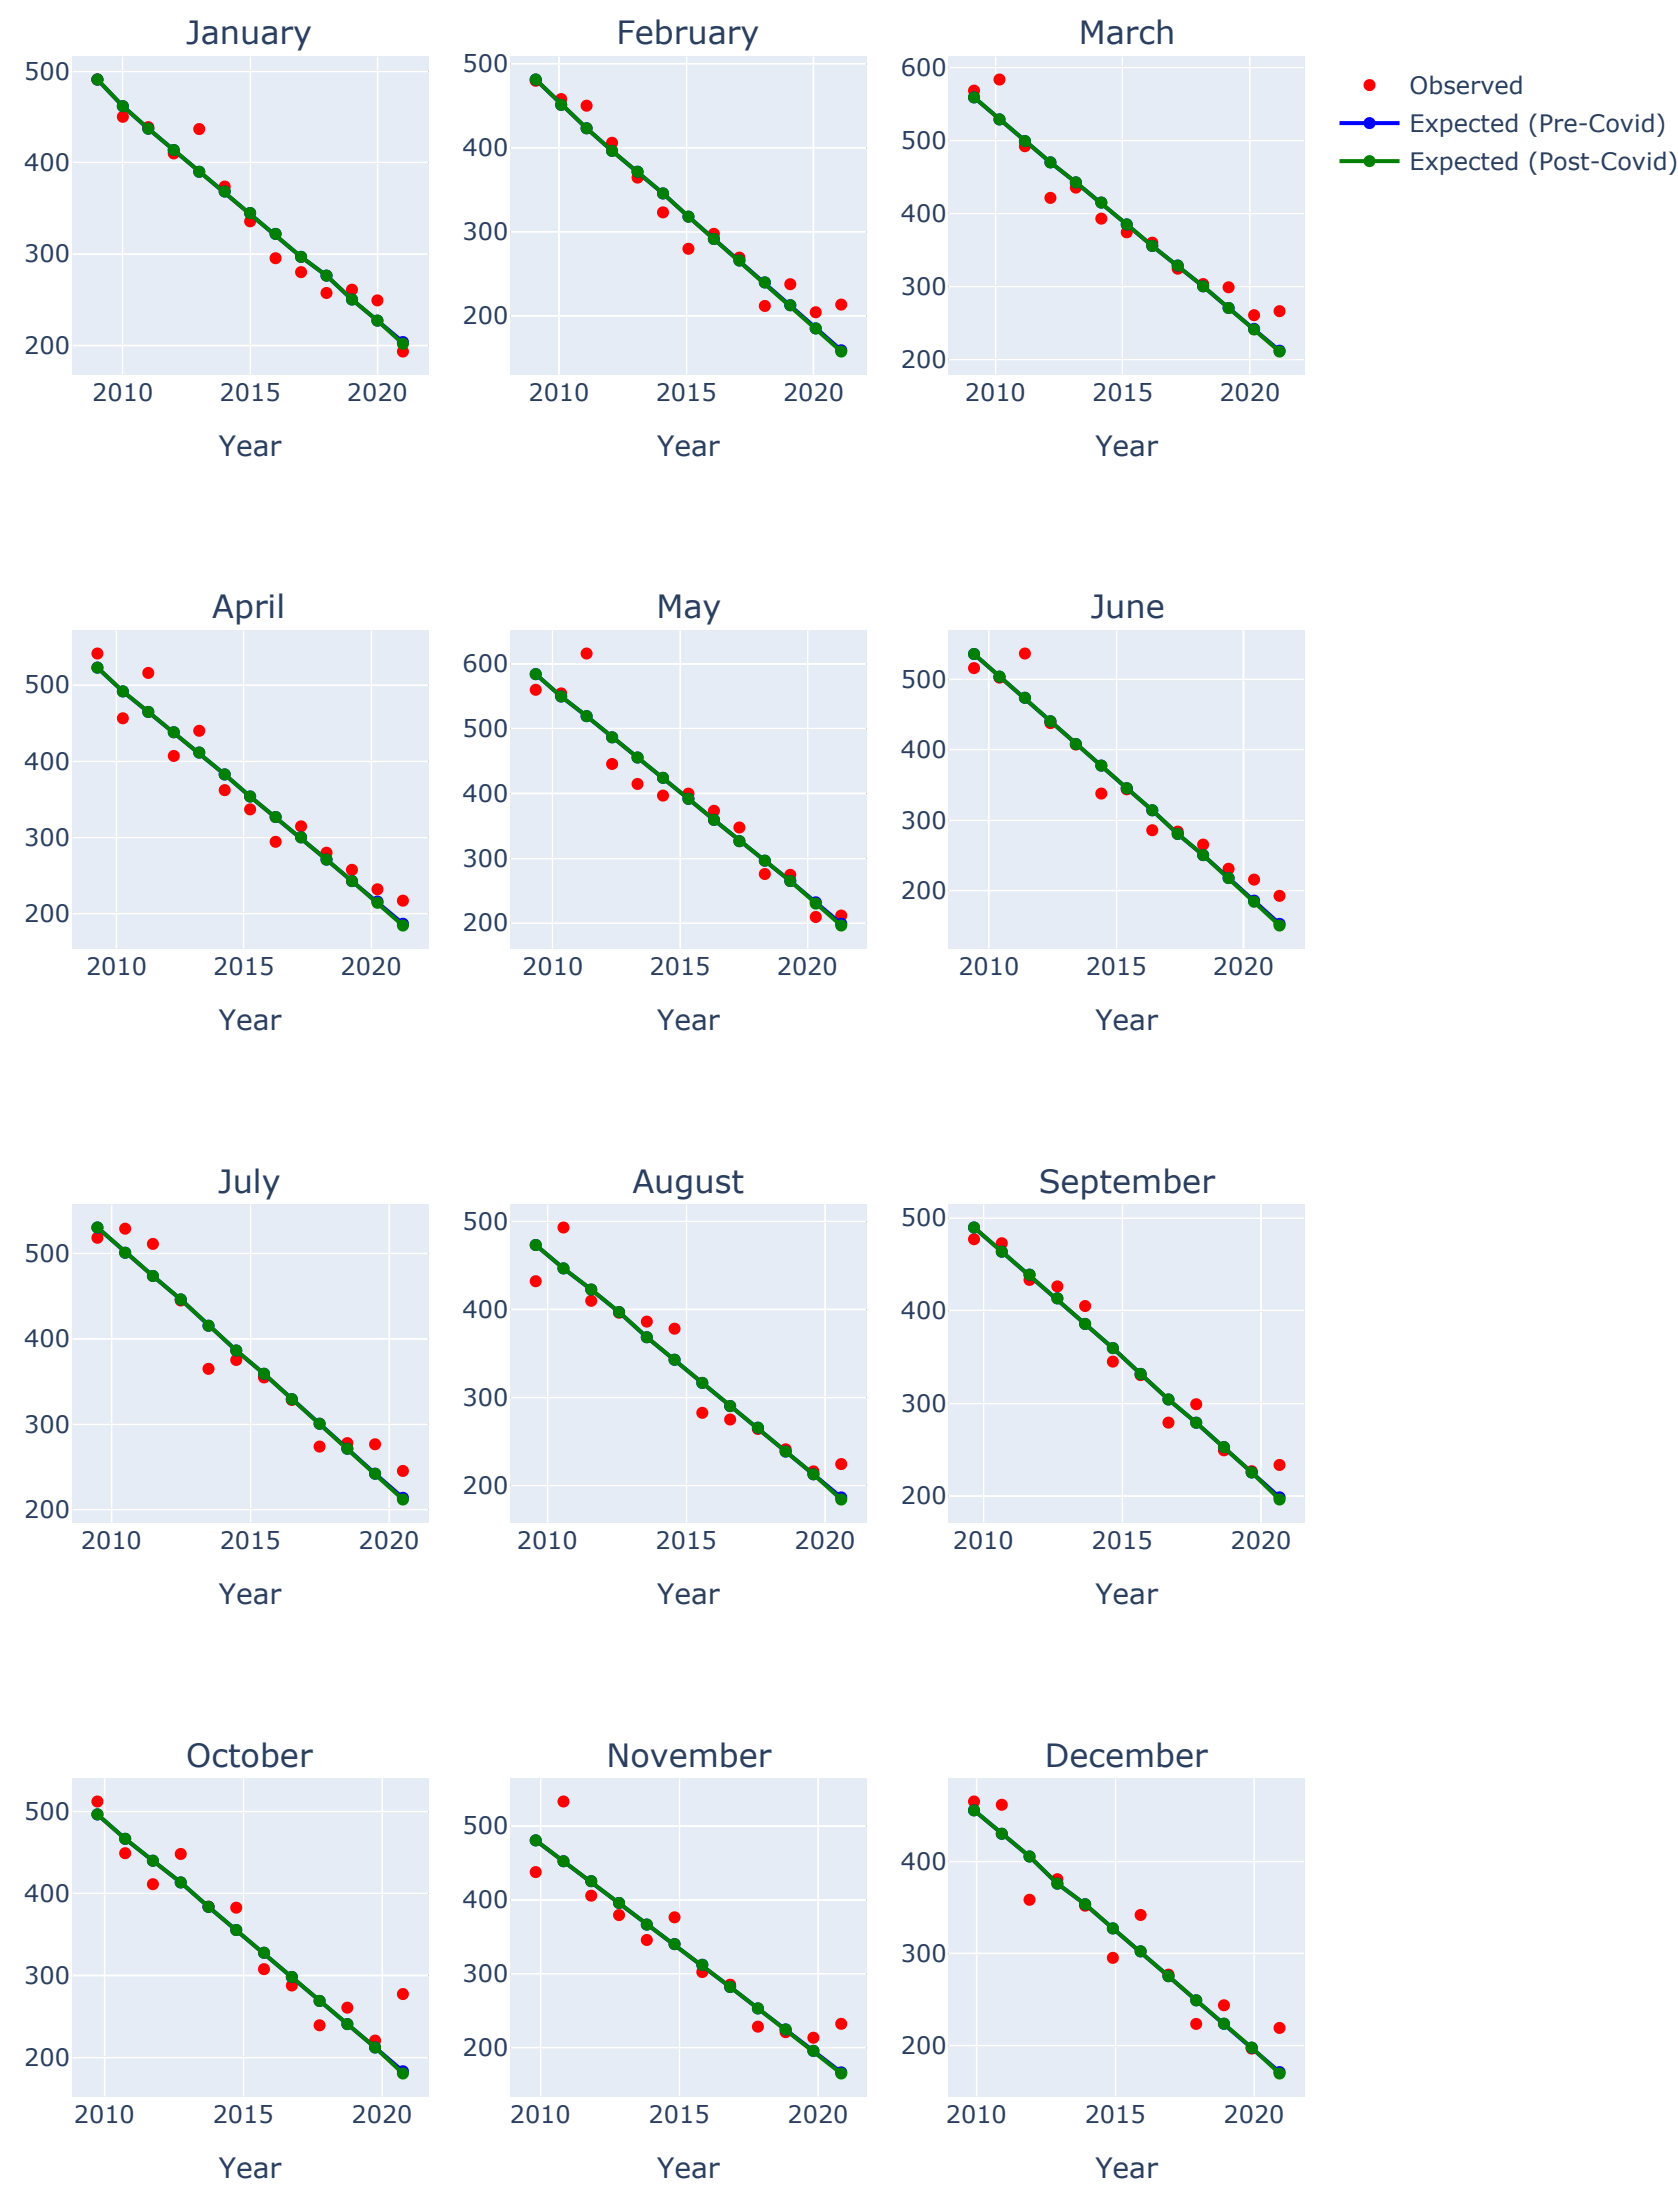 January
February
March
Observed
Expected (Pre-Covid)
Expected (Post-Covid)
500
400
300
200
2010 2015 2020
Year
500
400
300
200
2010 2015 2020
Year
600
500
400
300
200
2010 2015 2020
Year
April
May
June
500
400
300
200
2010 2015 2020
Year
600
500
400
300
200
2010 2015 2020
Year
500
400
300
200
2010 2015 2020
Year
July
August
September
500
400
300
200
2010 2015 2020
Year
500
400
300
200
2010 2015 2020
Year
500
400
300
200
2010 2015 2020
Year
October
November
December
500
400
300
200
2010 2015 2020
Year
500
400
300
200
2010 2015 2020
Year
400
300
200
2010 2015 2020
Year